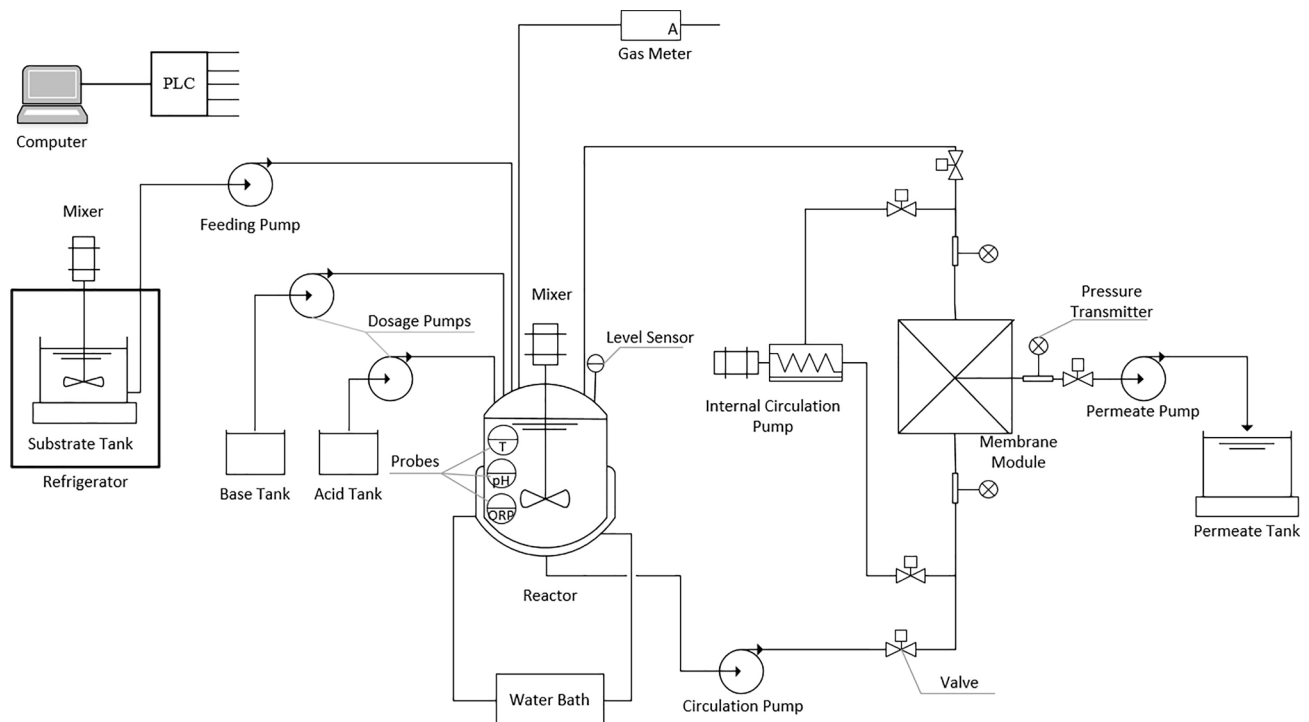 A
Gas Meter
PLC
Computer
Mixer
Feeding Pump
Substrate Tank
Refrigerator
Dosage Pumps
Base Tank
Acid Tank
Mixer
Level Sensor
Probes
T
pH
ORP
Reactor
Water Bath
Internal Circulation
Pump
Circulation Pump
Pressure
Transmitter
Membrane
Module
Permeate Pump
Permeate Tank
Valve